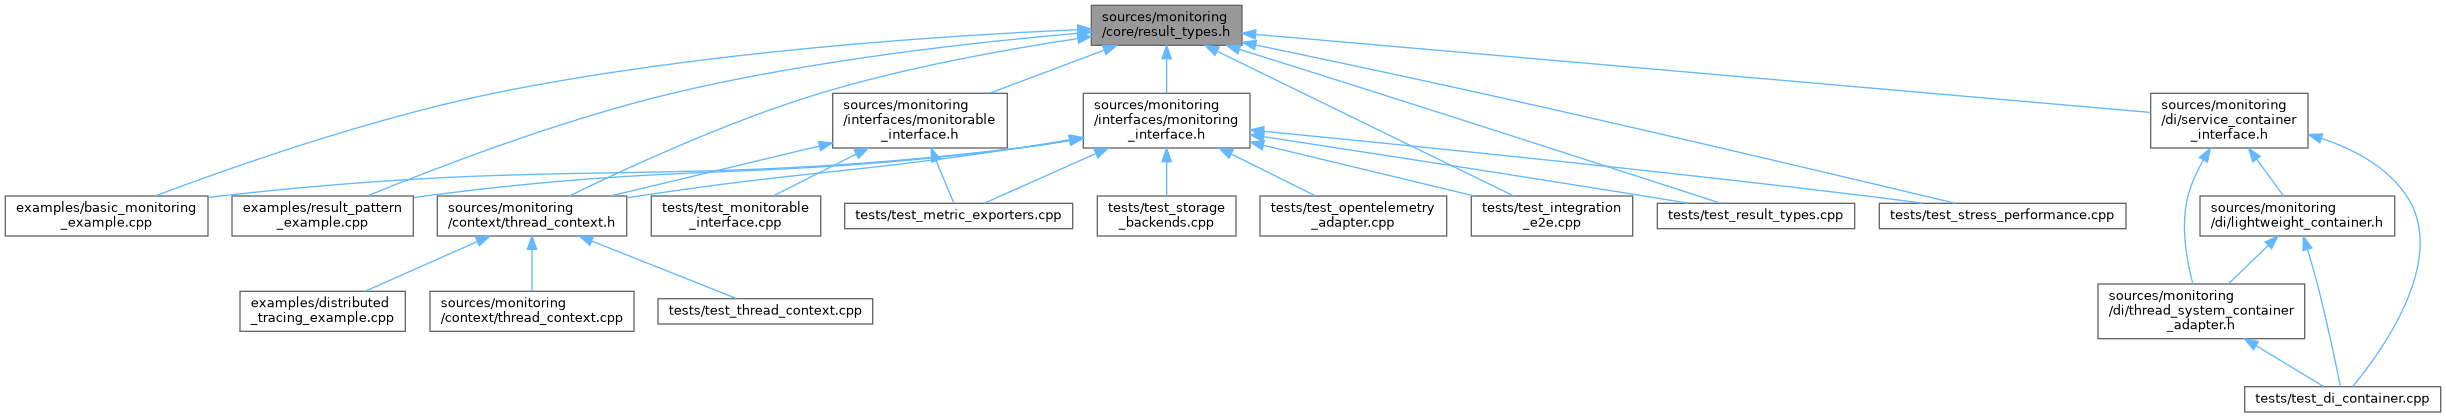 sources/monitoring
/core/result_types.h
sources/monitoring
/interfaces/monitorable
_interface.h
sources/monitoring
/interfaces/monitoring
_interface.h
sources/monitoring
/di/service_container
_interface.h
examples/basic_monitoring
_example.cpp
examples/result_pattern
_example.cpp
sources/monitoring
/context/thread_context.h
tests/test_monitorable
_interface.cpp
tests/test_metric_exporters.cpp
tests/test_storage
_backends.cpp
tests/test_opentelemetry
_adapter.cpp
tests/test_integration
_e2e.cpp
tests/test_result_types.cpp
tests/test_stress_performance.cpp
sources/monitoring
/di/lightweight_container.h
examples/distributed
_tracing_example.cpp
sources/monitoring
/context/thread_context.cpp
tests/test_thread_context.cpp
sources/monitoring
/di/thread_system_container
_adapter.h
tests/test_di_container.cpp